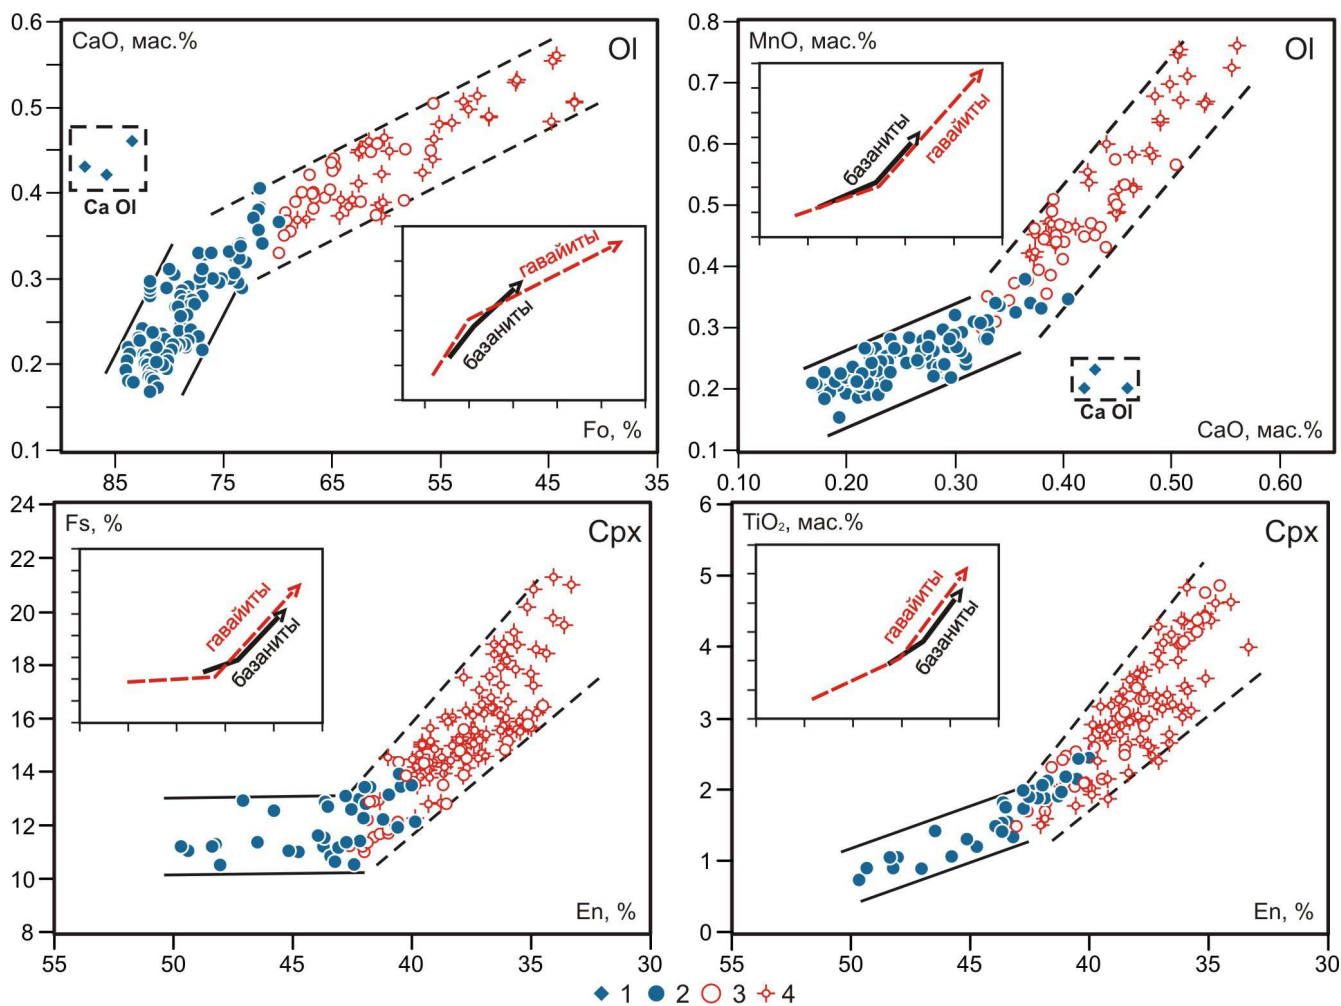 CaO, мас.%
Ol
0.6
0.5
0.4
0.3
0.2
0.1
Ca Ol
гавайиты
базаниты
Fo, %
85
75
65
55
45
35
MnO, мас.%
Ol
0.8
0.7
0.6
0.5
0.4
0.3
0.2
0.1
базаниты
гавайиты
Ca Ol
CaO, мас.%
0.10
0.20
0.30
0.40
0.50
0.60
Fs, %
Cpx
24
22
20
18
16
14
12
10
8
гавайиты
базаниты
En, %
55
50
45
40
35
30
TiO₂, мас.%
Cpx
6
5
4
3
2
1
0
гавайиты
базаниты
En, %
55
50
45
40
35
30
1 2 3 4